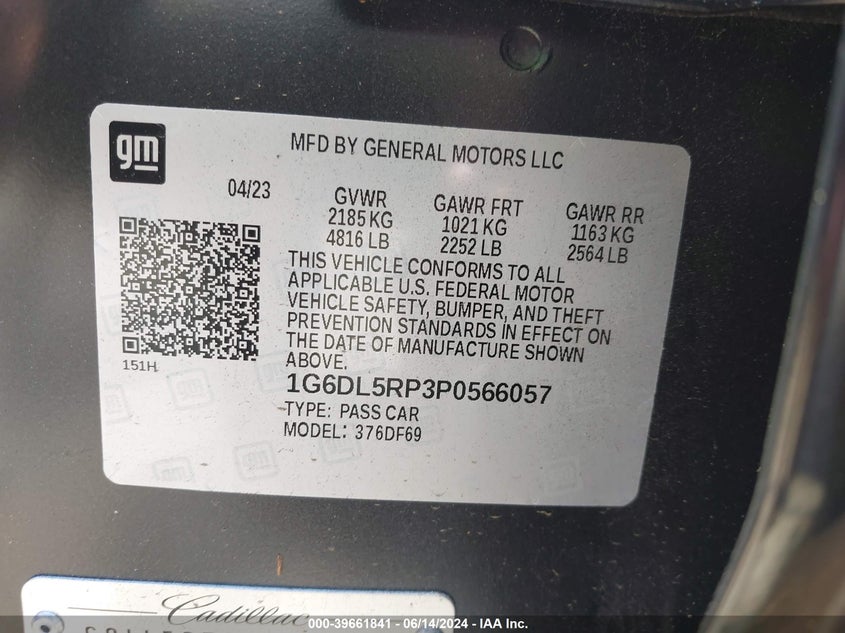 gm
MFD BY GENERAL MOTORS LLC
04/23
GVWR
2185 KG
4816 LB
GAWR FRT
1021 KG
2252 LB
GAWR RR
1163 KG
2564 LB
THIS VEHICLE CONFORMS TO ALL
APPLICABLE U.S. FEDERAL MOTOR
VEHICLE SAFETY, BUMPER, AND THEFT
PREVENTION STANDARDS IN EFFECT ON
THE DATE OF MANUFACTURE SHOWN
ABOVE.
151H
1G6DL5RP3P0566057
TYPE: PASS CAR
MODEL: 376DF69
Cadillac
000-39661841 - 06/14/2024 - IAA Inc.